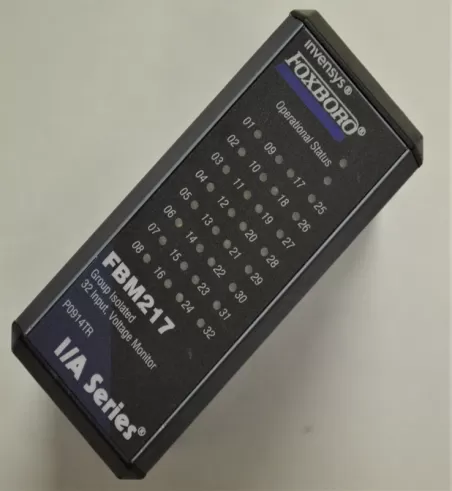 invensys®
FOXBORO®
Operational Status
01 09 17 25
02 10 18 26
03 11 19 27
04 12 20 28
05 13 21 29
06 14 22 30
07 15 23 31
08 16 24 32
FBM217
Group Isolated
32 Input, Voltage Monitor
P0914TR
I/A Series®